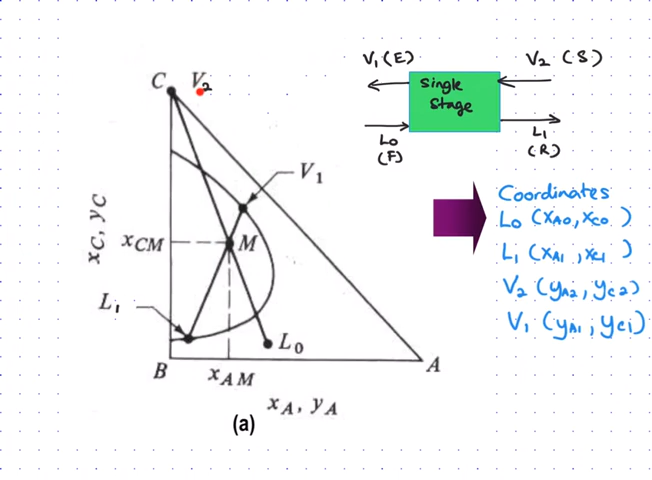 V1 (E)
V2 (S)
Single
Stage
L0
(F)
L1
(R)
C V2
V1
xC, yC
xCM
M
L1
L0
B
xAM
A
xA, yA
(a)
Coordinates
L0 (xA0, xC0)
L1 (xA1, xC1)
V2 (yA2, yC2)
V1 (yA1, yC1)